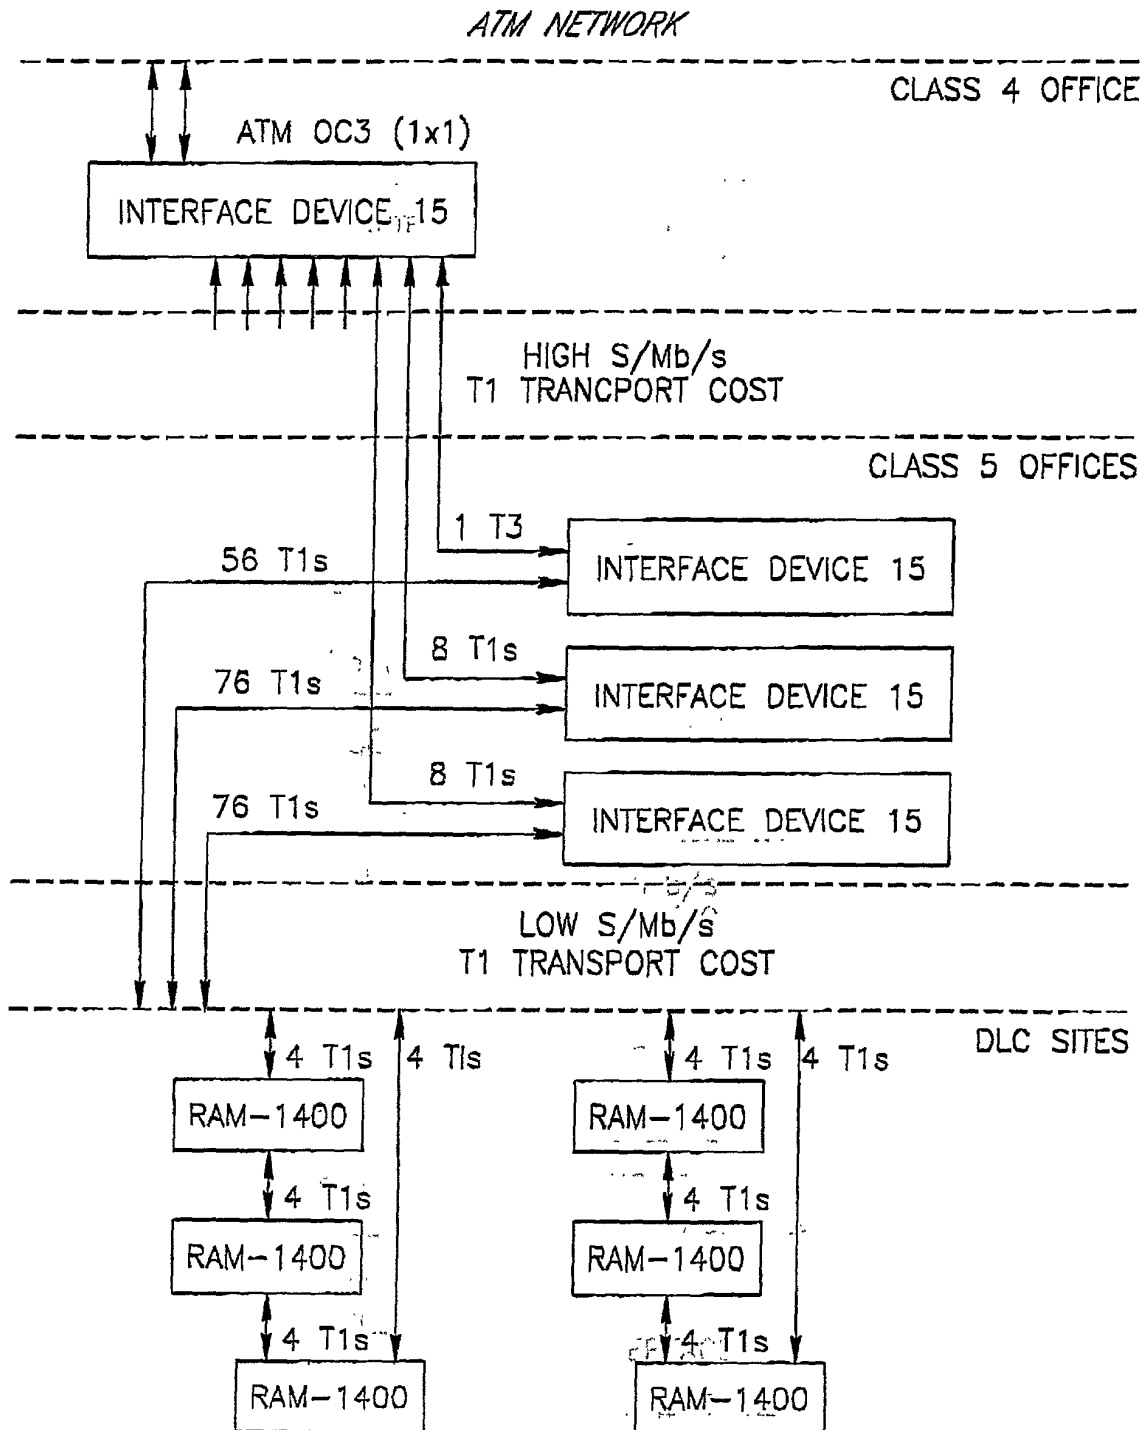 ATM NETWORK
CLASS 4 OFFICE
ATM OC3 (1x1)
INTERFACE DEVICE 15
HIGH S/Mb/s
T1 TRANCPORT COST
CLASS 5 OFFICES
1 T3
56 T1s
INTERFACE DEVICE 15
8 T1s
76 T1s
INTERFACE DEVICE 15
8 T1s
76 T1s
INTERFACE DEVICE 15
LOW S/Mb/s
T1 TRANSPORT COST
DLC SITES
4 T1s
4 TIs
4 T1s
4 T1s
RAM-1400
RAM-1400
4 T1s
4 T1s
RAM-1400
RAM-1400
4 T1s
4 T1s
RAM-1400
RAM-1400